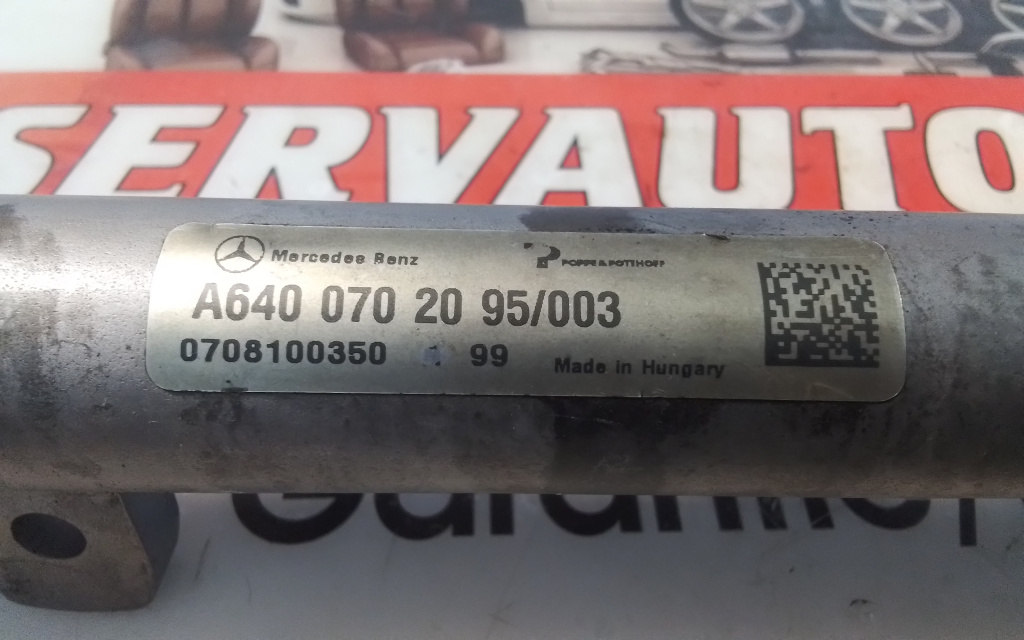 SERVAUTO
Mercedes Benz
POPPE & POTTHOFF
A640 070 20 95/003
0708100350 99
Made in Hungary